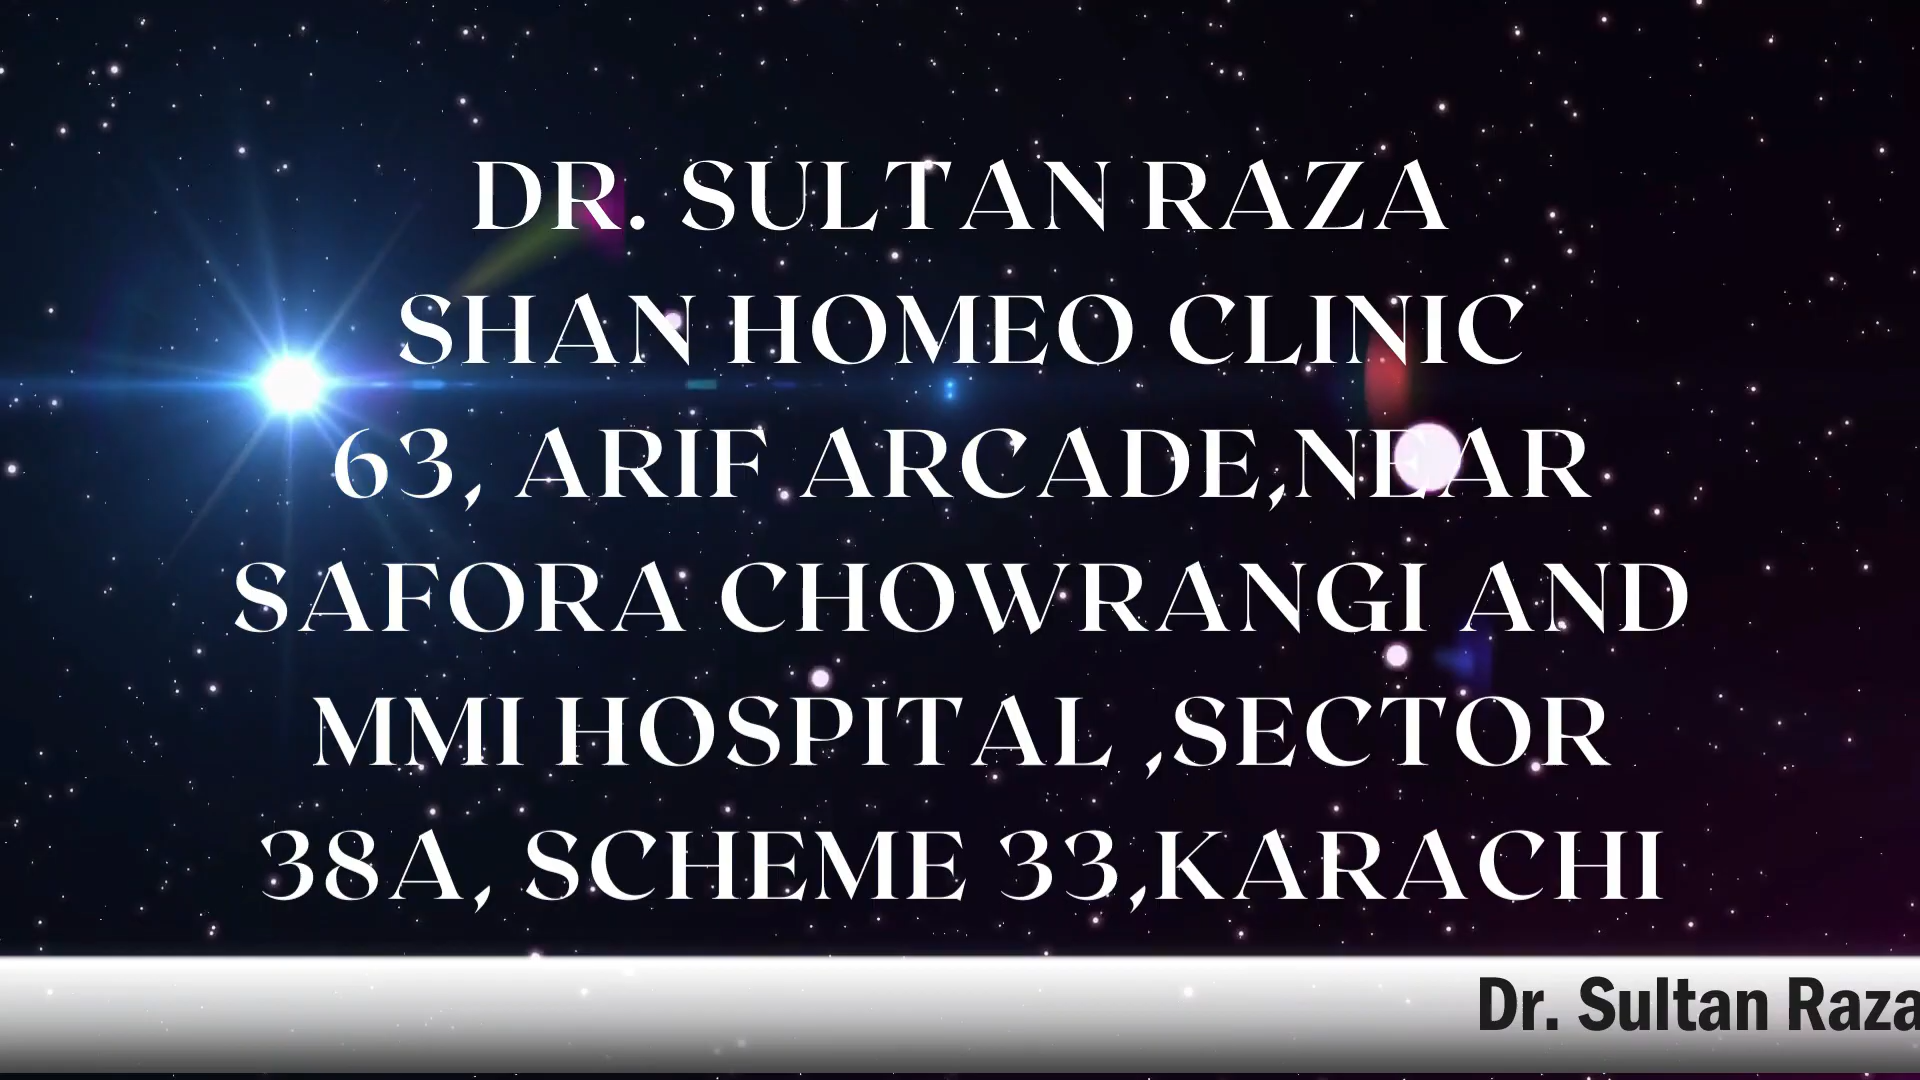 DR. SULTAN RAZA
SHAN HOMEO CLINIC
63, ARIF ARCADE,NEAR
SAFORA CHOWRANGI AND
MMI HOSPITAL ,SECTOR
38A, SCHEME 33,KARACHI
Dr. Sultan Raza